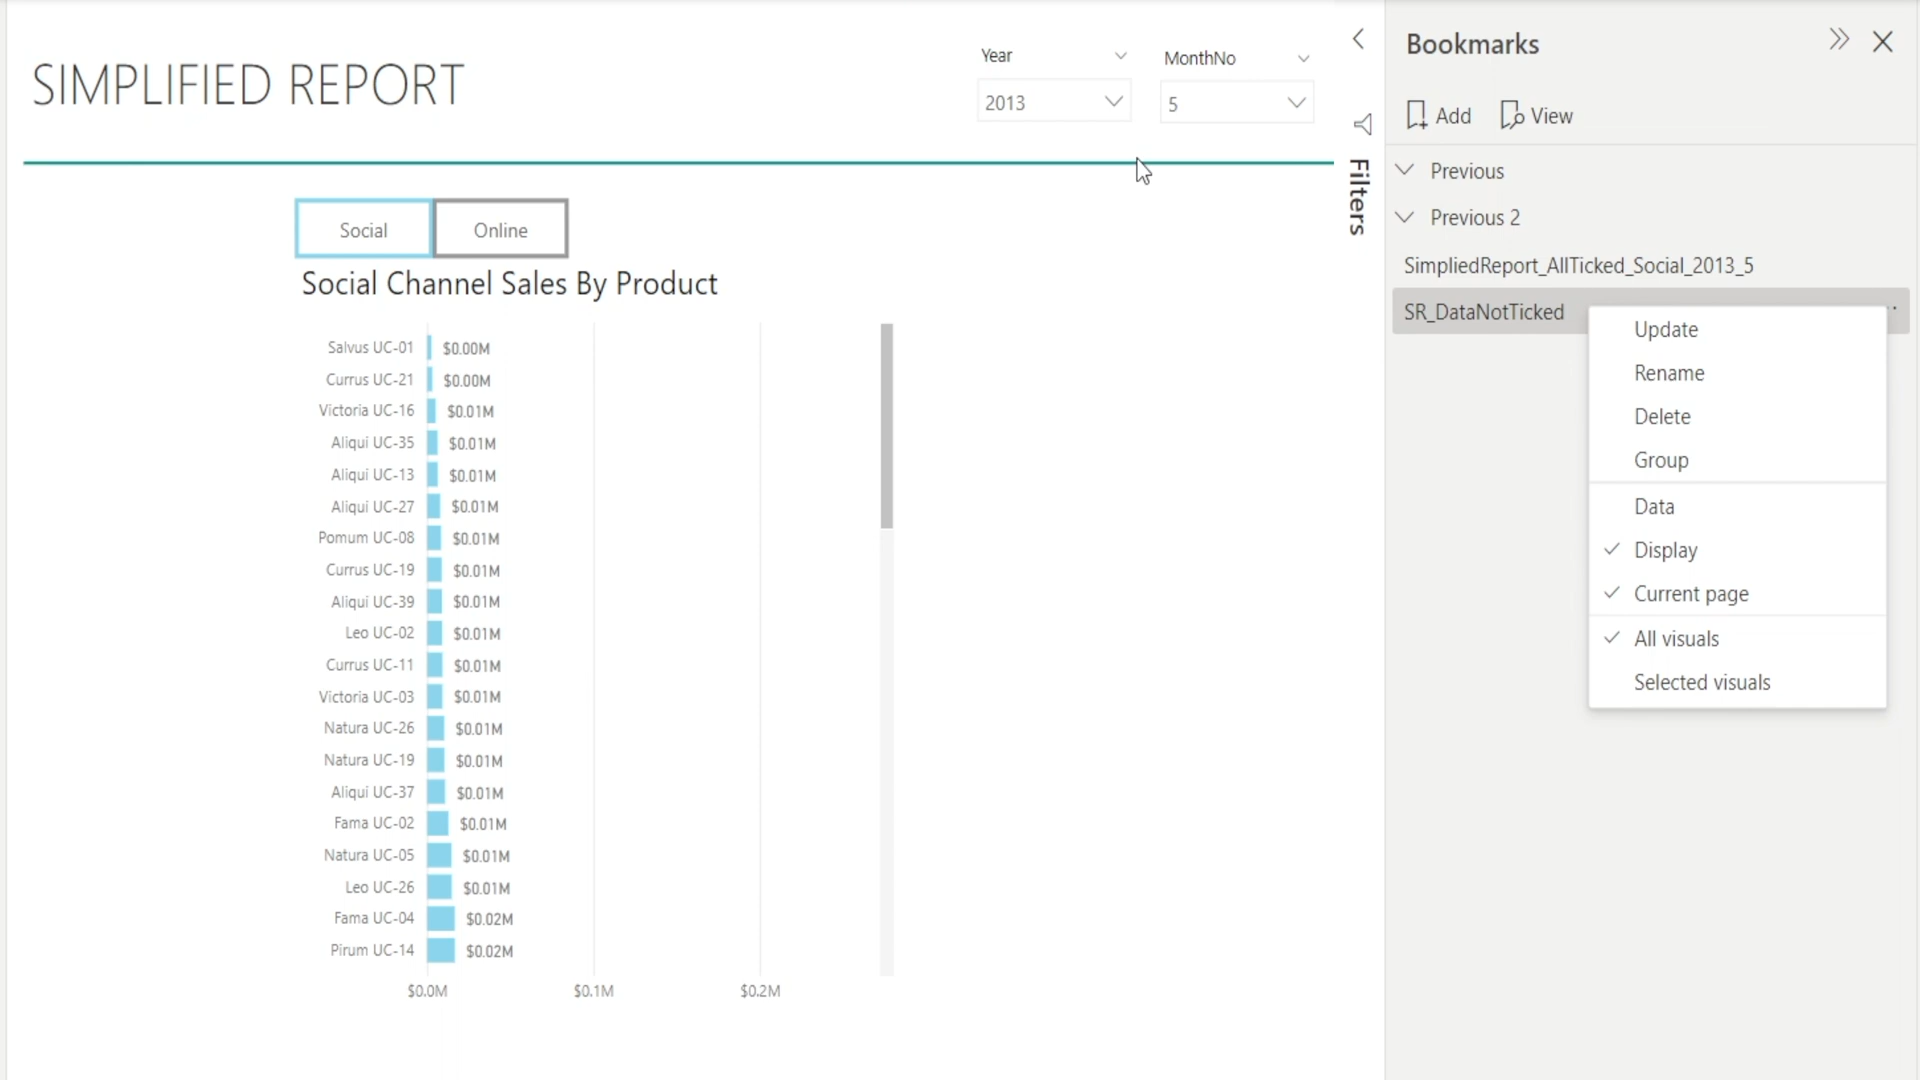 SIMPLIFIED REPORT
Year
2013
MonthNo
5
Filters
Social
Online
Social Channel Sales By Product
Salvus UC-01 $0.00M
Currus UC-21 $0.00M
Victoria UC-16 $0.01M
Aliqui UC-35 $0.01M
Aliqui UC-13 $0.01M
Aliqui UC-27 $0.01M
Pomum UC-08 $0.01M
Currus UC-19 $0.01M
Aliqui UC-39 $0.01M
Leo UC-02 $0.01M
Currus UC-11 $0.01M
Victoria UC-03 $0.01M
Natura UC-26 $0.01M
Natura UC-19 $0.01M
Aliqui UC-37 $0.01M
Fama UC-02 $0.01M
Natura UC-05 $0.01M
Leo UC-26 $0.01M
Fama UC-04 $0.02M
Pirum UC-14 $0.02M
$0.0M $0.1M $0.2M
Bookmarks
Add View
Previous
Previous 2
SimpliedReport_AllTicked_Social_2013_5
SR_DataNotTicked
Update
Rename
Delete
Group
Data
Display
Current page
All visuals
Selected visuals